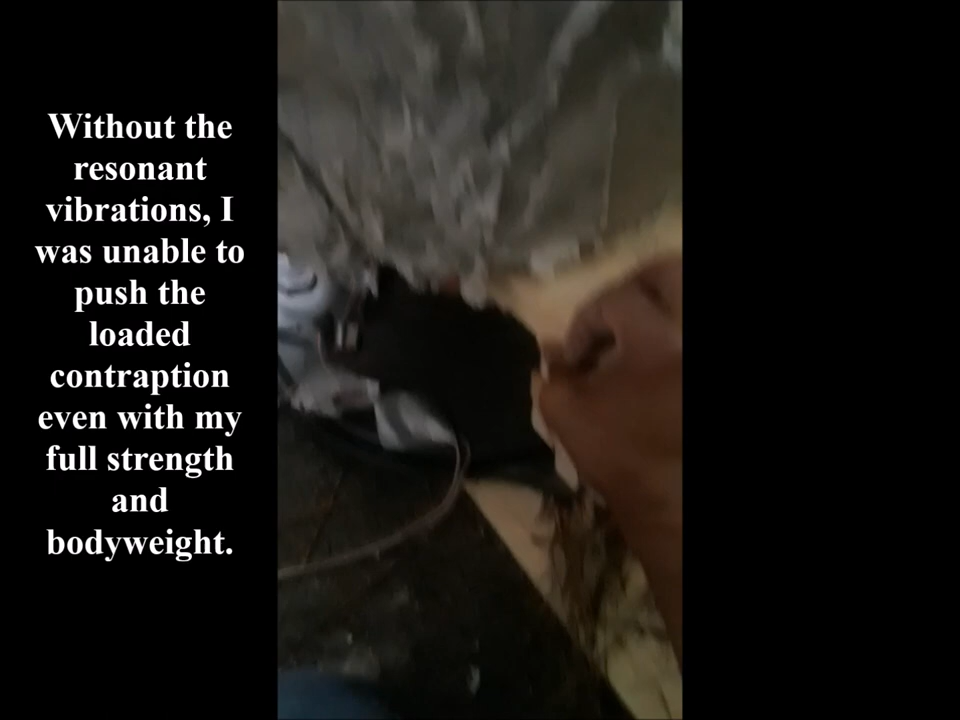 Without the
resonant
vibrations, I
was unable to
push the
loaded
contraption
even with my
full strength
and
bodyweight.